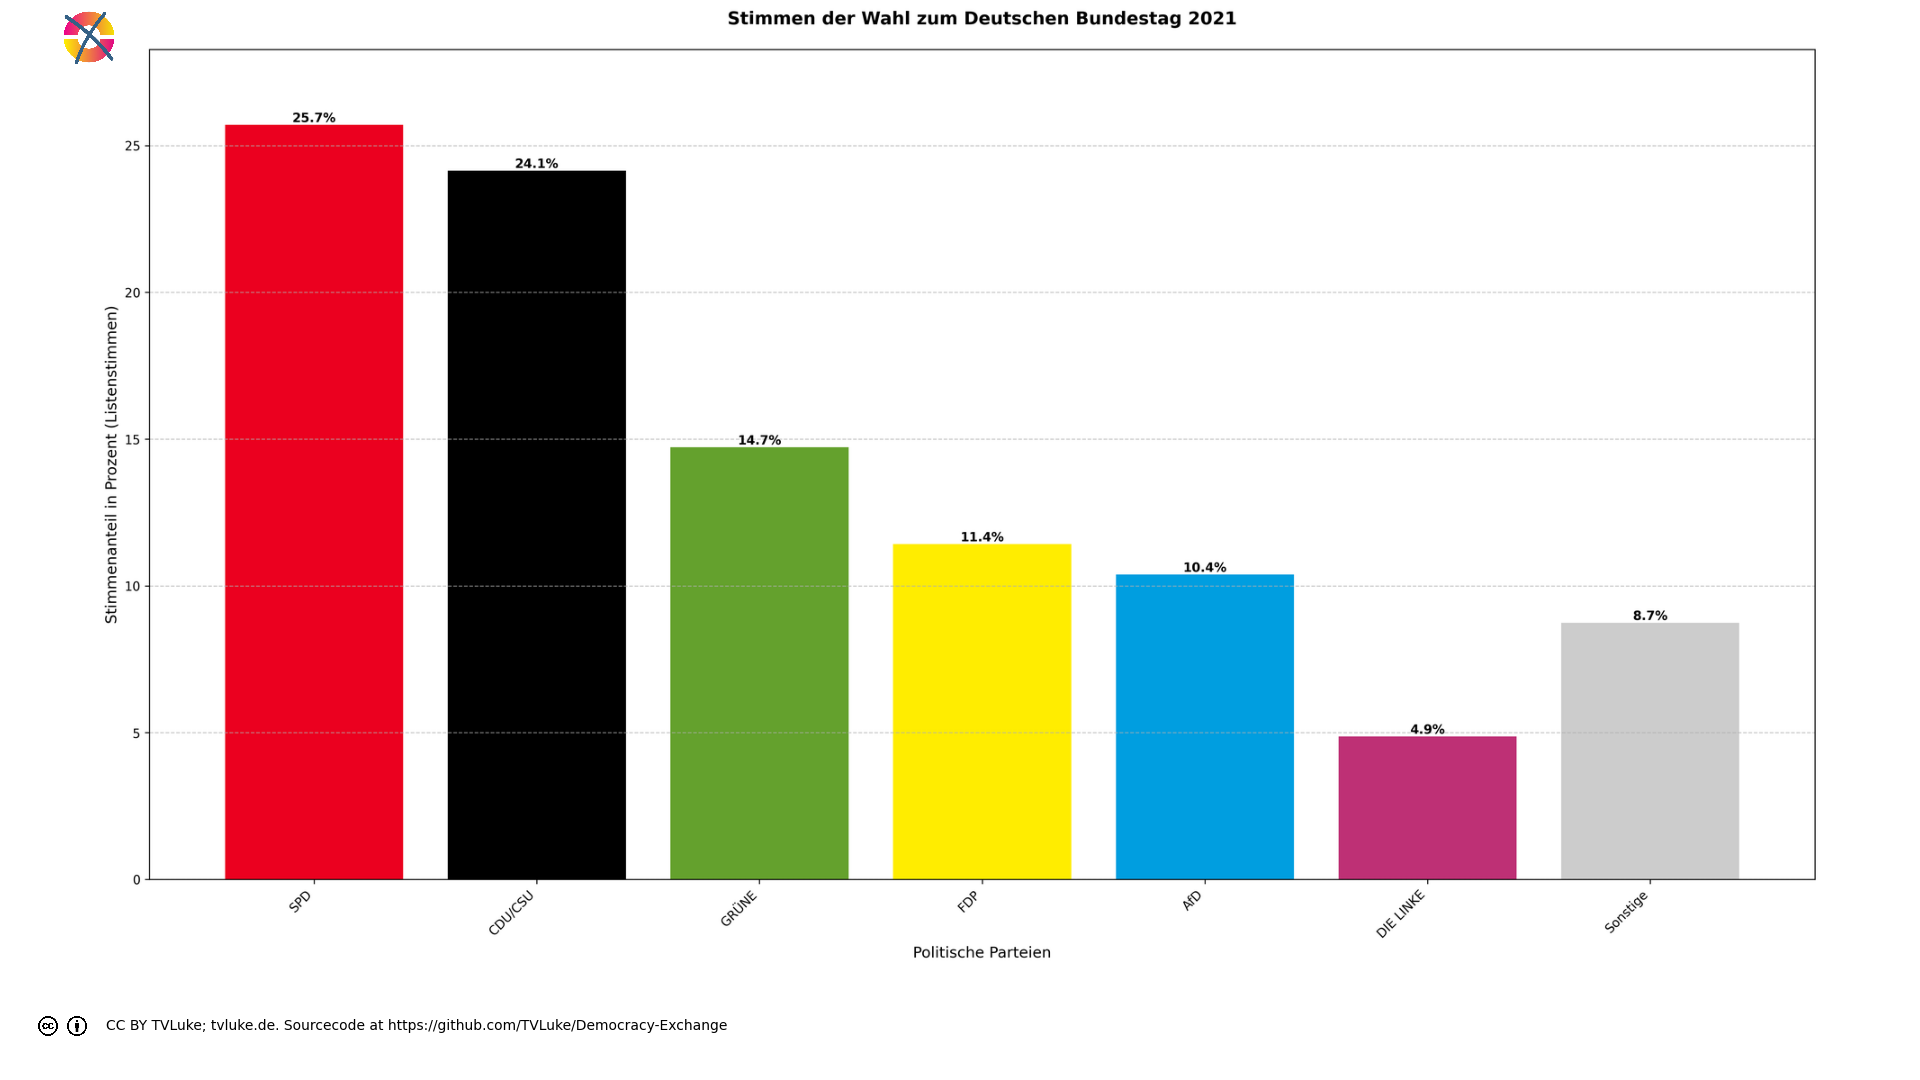 Stimmen der Wahl zum Deutschen Bundestag 2021
Stimmenanteil in Prozent (Listenstimmen)
25
20
15
10
5
0
25.7%
24.1%
14.7%
11.4%
10.4%
4.9%
8.7%
SPD
CDU/CSU
GRÜNE
FDP
AfD
DIE LINKE
Sonstige
Politische Parteien
cc
CC BY TVLuke; tvluke.de. Sourcecode at https://github.com/TVLuke/Democracy-Exchange